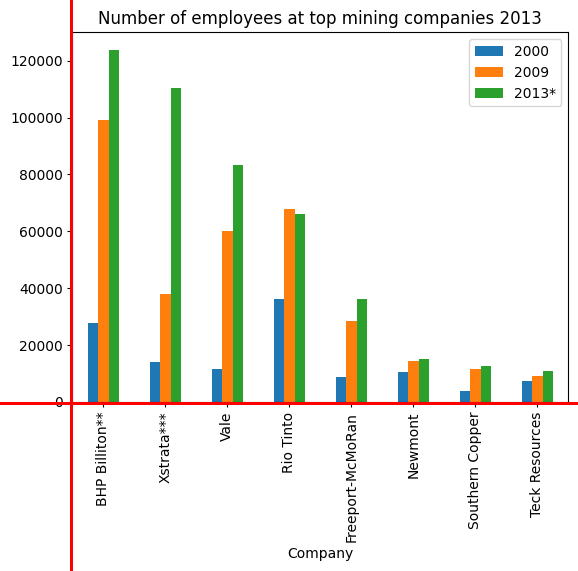 Number of employees at top mining companies 2013
2000
2009
2013*
120000
100000
80000
60000
40000
20000
0
BHP Billiton**
Xstrata***
Vale
Rio Tinto
Freeport-McMoRan
Newmont
Southern Copper
Teck Resources
Company